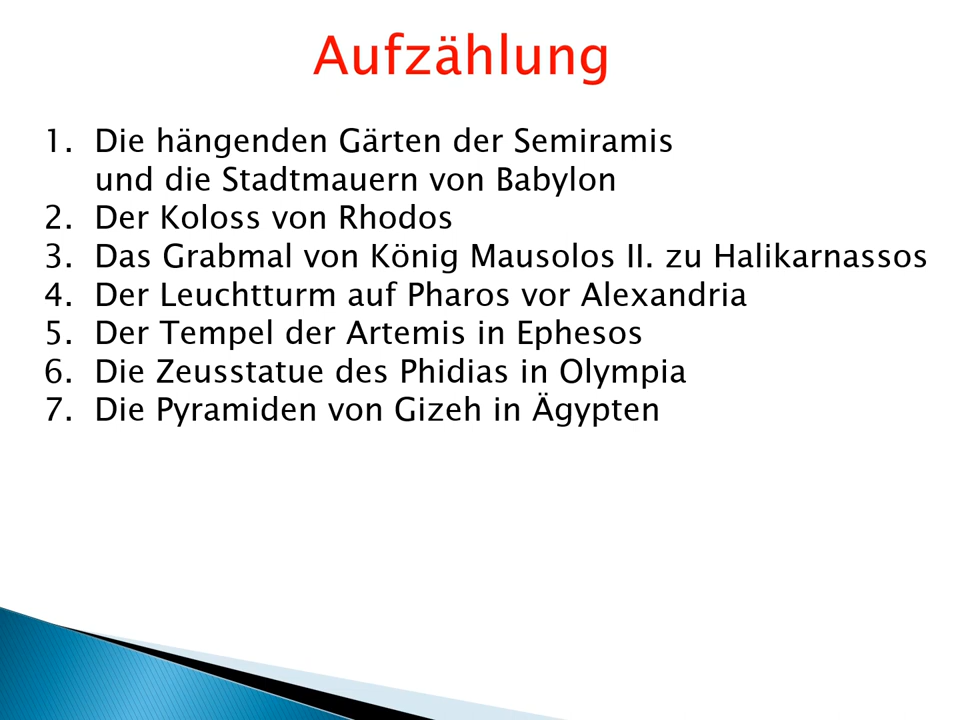 Aufzählung
1. Die hängenden Gärten der Semiramis
und die Stadtmauern von Babylon
2. Der Koloss von Rhodos
3. Das Grabmal von König Mausolos II. zu Halikarnassos
4. Der Leuchtturm auf Pharos vor Alexandria
5. Der Tempel der Artemis in Ephesos
6. Die Zeusstatue des Phidias in Olympia
7. Die Pyramiden von Gizeh in Ägypten